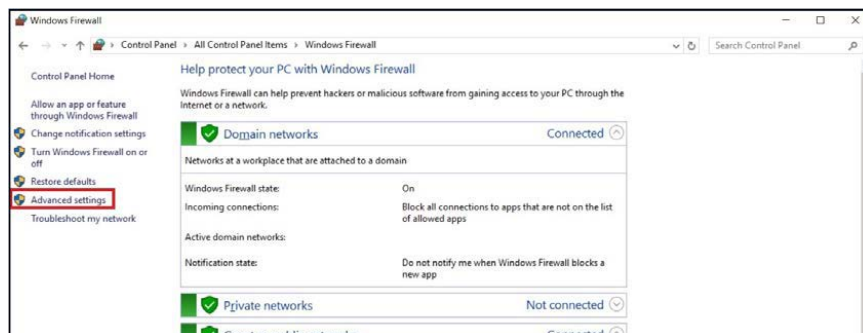 Windows Firewall
Control Panel > All Control Panel Items > Windows Firewall
Search Control Panel
Control Panel Home
Allow an app or feature
through Windows Firewall
Change notification settings
Turn Windows Firewall on or
off
Restore defaults
Advanced settings
Troubleshoot my network
Help protect your PC with Windows Firewall
Windows Firewall can help prevent hackers or malicious software from gaining access to your PC through the
Internet or a network.
Domain networks Connected
Networks at a workplace that are attached to a domain
Windows Firewall state: On
Incoming connections: Block all connections to apps that are not on the list
of allowed apps
Active domain networks:
Notification state: Do not notify me when Windows Firewall blocks a
new app
Private networks Not connected
Connected